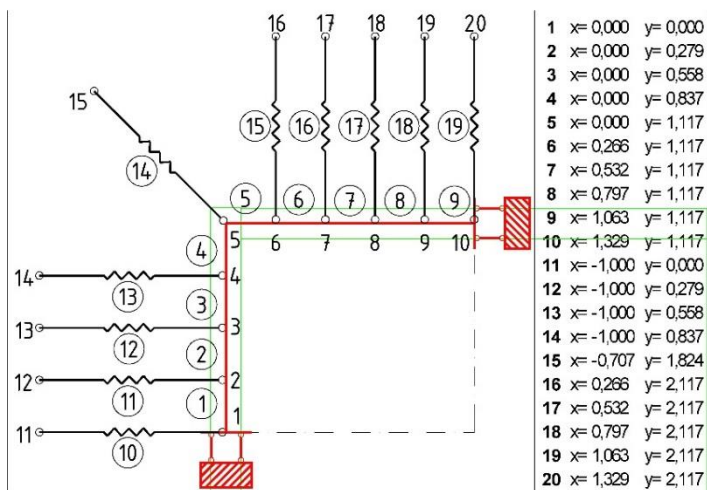 16 17 18 19 20
15
15 16 17 18 19
14
5 6 7 8 9
5 6 7 8 9 10
4
14 4
13
3
13 3
12
2
12 2
11
1 1
11
10
1 x= 0,000 y= 0,000
2 x= 0,000 y= 0,279
3 x= 0,000 y= 0,558
4 x= 0,000 y= 0,837
5 x= 0,000 y= 1,117
6 x= 0,266 y= 1,117
7 x= 0,532 y= 1,117
8 x= 0,797 y= 1,117
9 x= 1,063 y= 1,117
10 x= 1,329 y= 1,117
11 x= -1,000 y= 0,000
12 x= -1,000 y= 0,279
13 x= -1,000 y= 0,558
14 x= -1,000 y= 0,837
15 x= -0,707 y= 1,824
16 x= 0,266 y= 2,117
17 x= 0,532 y= 2,117
18 x= 0,797 y= 2,117
19 x= 1,063 y= 2,117
20 x= 1,329 y= 2,117